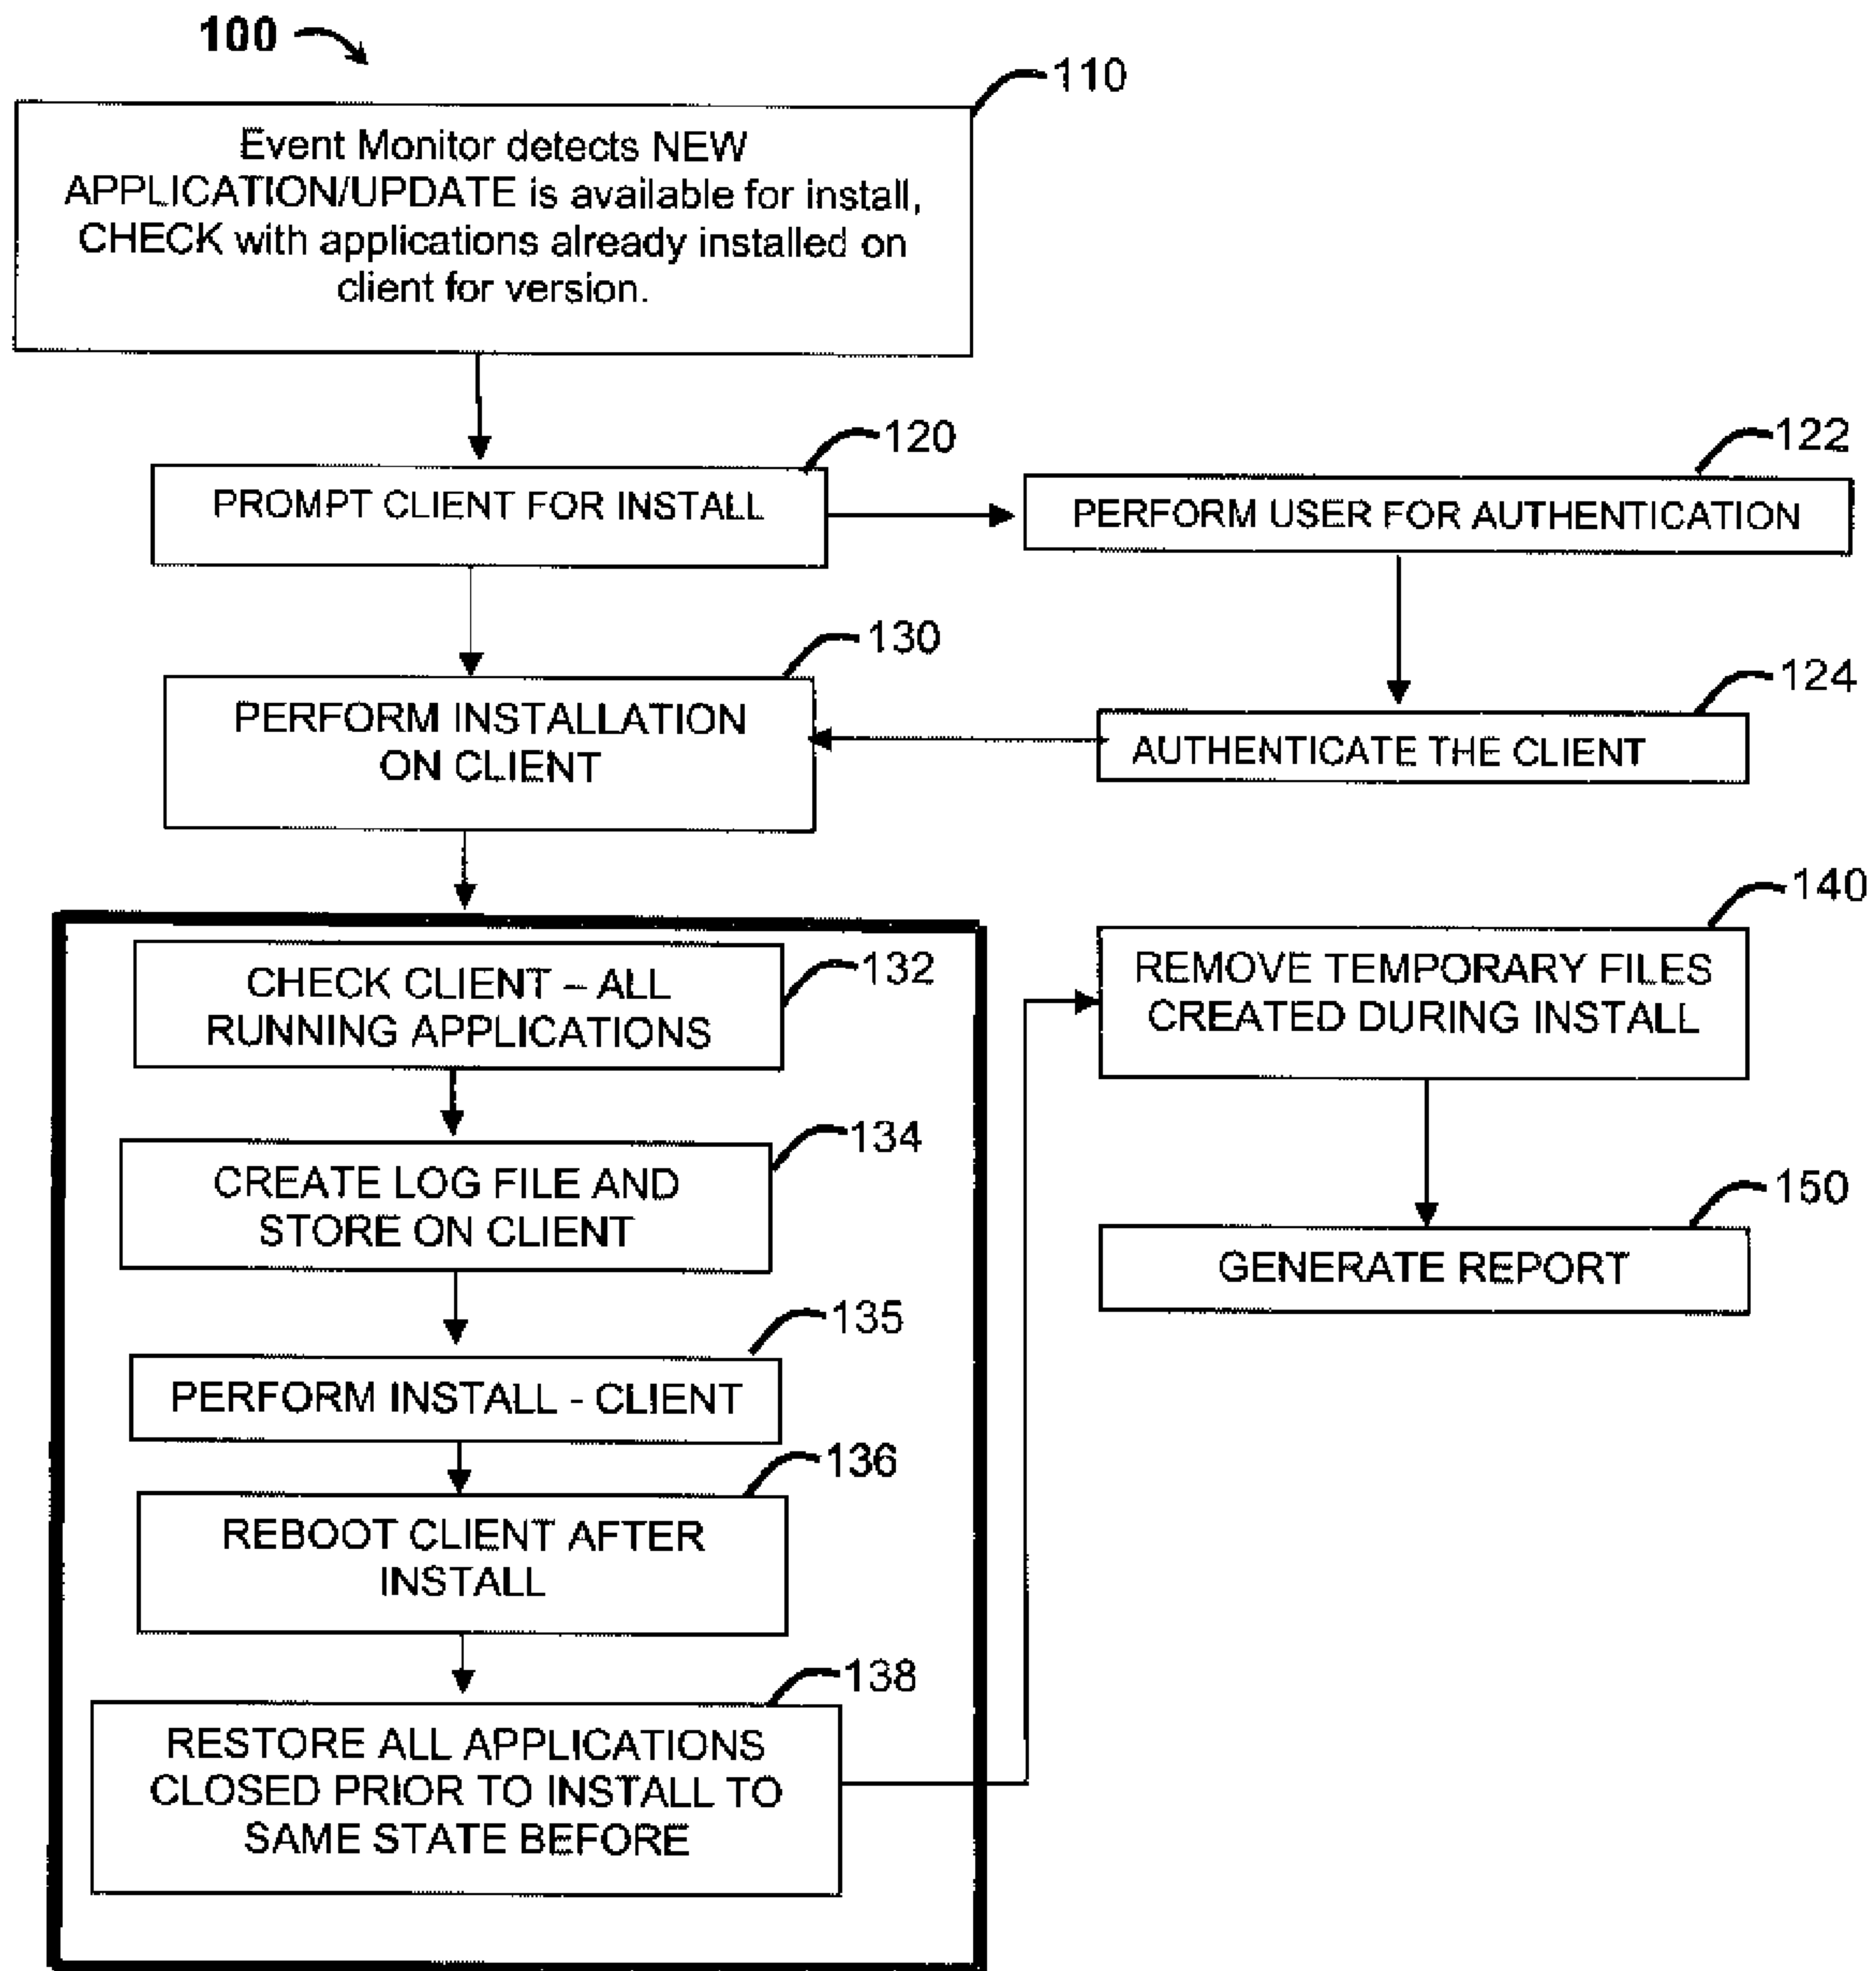 100
110
Event Monitor detects NEW
APPLICATION/UPDATE is available for install,
CHECK with applications already installed on
client for version.
120
PROMPT CLIENT FOR INSTALL
122
PERFORM USER FOR AUTHENTICATION
130
PERFORM INSTALLATION
ON CLIENT
124
AUTHENTICATE THE CLIENT
132
CHECK CLIENT – ALL
RUNNING APPLICATIONS
134
CREATE LOG FILE AND
STORE ON CLIENT
135
PERFORM INSTALL - CLIENT
136
REBOOT CLIENT AFTER
INSTALL
138
RESTORE ALL APPLICATIONS
CLOSED PRIOR TO INSTALL TO
SAME STATE BEFORE
140
REMOVE TEMPORARY FILES
CREATED DURING INSTALL
150
GENERATE REPORT